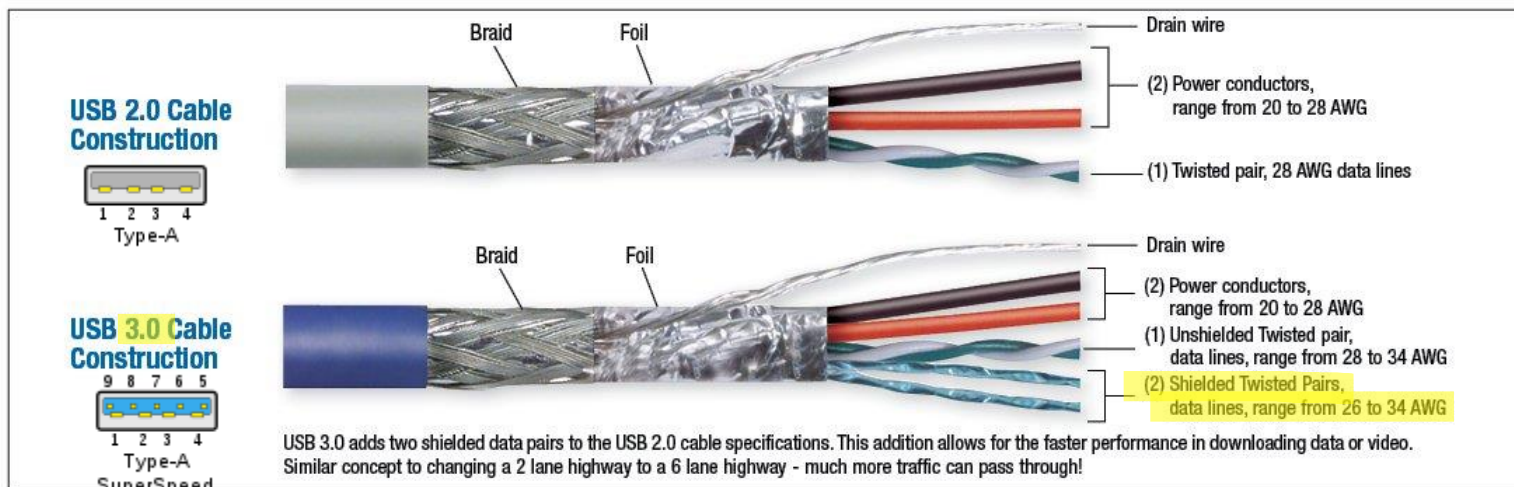 Braid
Foil
Drain wire
(2) Power conductors,
range from 20 to 28 AWG
USB 2.0 Cable
Construction
(1) Twisted pair, 28 AWG data lines
1 2 3 4
Type-A
Braid
Foil
Drain wire
(2) Power conductors,
range from 20 to 28 AWG
USB 3.0 Cable
Construction
(1) Unshielded Twisted pair,
data lines, range from 28 to 34 AWG
9 8 7 6 5
(2) Shielded Twisted Pairs,
data lines, range from 26 to 34 AWG
1 2 3 4
Type-A
SuperSpeed
USB 3.0 adds two shielded data pairs to the USB 2.0 cable specifications. This addition allows for the faster performance in downloading data or video.
Similar concept to changing a 2 lane highway to a 6 lane highway - much more traffic can pass through!